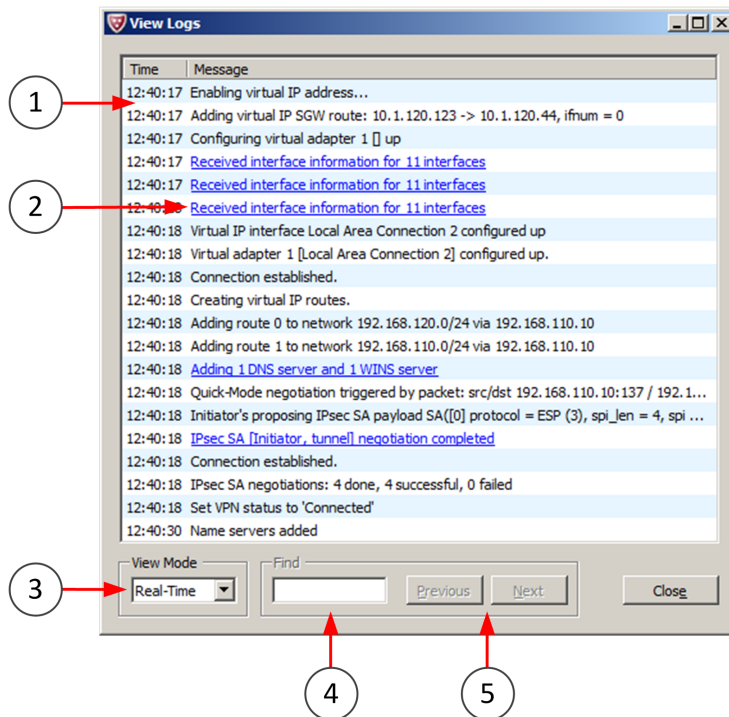 View Logs
Time Message
12:40:17 Enabling virtual IP address...
12:40:17 Adding virtual IP SGW route: 10.1.120.123 -> 10.1.120.44, ifnum = 0
12:40:17 Configuring virtual adapter 1 [] up
12:40:17 Received interface information for 11 interfaces
12:40:17 Received interface information for 11 interfaces
Received interface information for 11 interfaces
12:40:18 Virtual IP interface Local Area Connection 2 configured up
12:40:18 Virtual adapter 1 [Local Area Connection 2] configured up.
12:40:18 Connection established.
12:40:18 Creating virtual IP routes.
12:40:18 Adding route 0 to network 192.168.120.0/24 via 192.168.110.10
12:40:18 Adding route 1 to network 192.168.110.0/24 via 192.168.110.10
12:40:18 Adding 1 DNS server and 1 WINS server
12:40:18 Quick-Mode negotiation triggered by packet: src/dst 192.168.110.10:137 / 192.1...
12:40:18 Initiator's proposing IPsec SA payload SA([0] protocol = ESP (3), spi_len = 4, spi ...
12:40:18 IPsec SA [Initiator, tunnel] negotiation completed
12:40:18 Connection established.
12:40:18 IPsec SA negotiations: 4 done, 4 successful, 0 failed
12:40:18 Set VPN status to 'Connected'
12:40:30 Name servers added
View Mode
Real-Time
Find
Previous
Next
Close
1
2
3
4
5